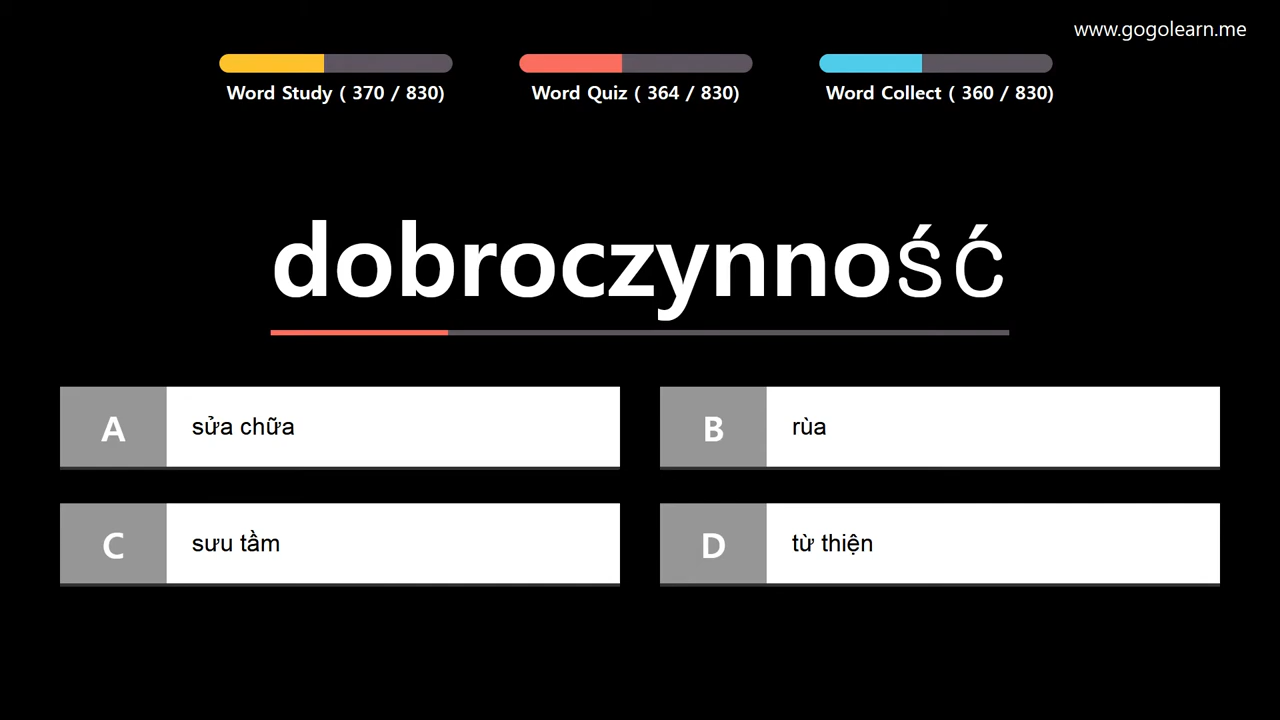 www.gogolearn.me
Word Study ( 370 / 830)
Word Quiz ( 364 / 830)
Word Collect ( 360 / 830)
dobroczynność
A
sửa chữa
B
rùa
C
sưu tầm
D
từ thiện